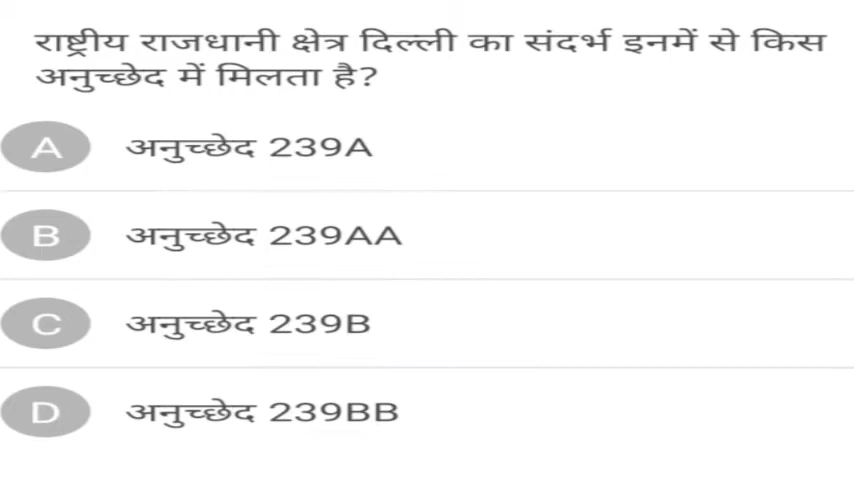 राष्ट्रीय राजधानी क्षेत्र दिल्ली का संदर्भ इनमें से किस
अनुच्छेद में मिलता है?
A अनुच्छेद 239A
B अनुच्छेद 239AA
C अनुच्छेद 239B
D अनुच्छेद 239BB